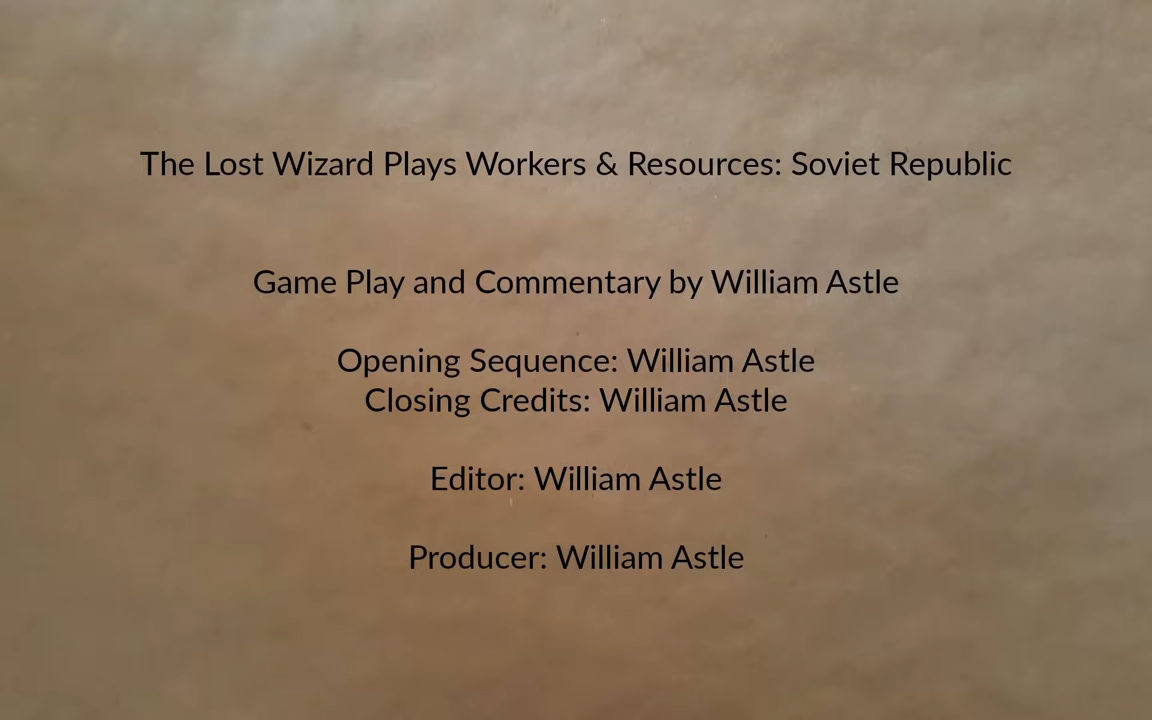 The Lost Wizard Plays Workers & Resources: Soviet Republic
Game Play and Commentary by William Astle
Opening Sequence: William Astle
Closing Credits: William Astle
Editor: William Astle
Producer: William Astle